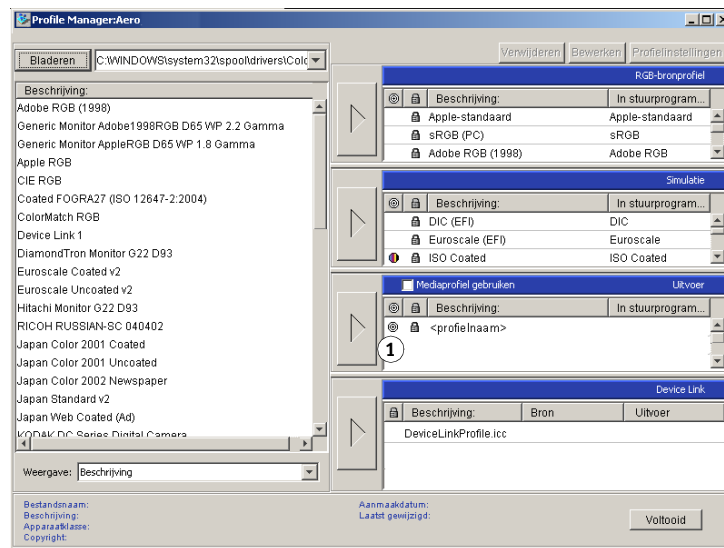 Profile Manager:Aero
Verwijderen Bewerken Profielinstellingen
Bladeren C:\WINDOWS\system32\spool\drivers\Colc
Beschrijving:
Adobe RGB (1998)
Generic Monitor Adobe1998RGB D65 WP 2.2 Gamma
Generic Monitor AppleRGB D65 WP 1.8 Gamma
Apple RGB
CIE RGB
Coated FOGRA27 (ISO 12647-2:2004)
ColorMatch RGB
Device Link 1
DiamondTron Monitor G22 D93
Euroscale Coated v2
Euroscale Uncoated v2
Hitachi Monitor G22 D93
RICOH RUSSIAN-SC 040402
Japan Color 2001 Coated
Japan Color 2001 Uncoated
Japan Color 2002 Newspaper
Japan Standard v2
Japan Web Coated (Ad)
KODAK DC Series Digital Camera
Weergave: Beschrijving
RGB-bronprofiel
Beschrijving: In stuurprogram...
Apple-standaard Apple-standaard
sRGB (PC) sRGB
Adobe RGB (1998) Adobe RGB
Simulatie
Beschrijving: In stuurprogram...
DIC (EFI) DIC
Euroscale (EFI) Euroscale
ISO Coated ISO Coated
Mediaprofiel gebruiken Uitvoer
Beschrijving: In stuurprogram...
<profielnaam>
1
Device Link
Beschrijving: Bron Uitvoer
DeviceLinkProfile.icc
Bestandsnaam:
Beschrijving:
Apparaatklasse:
Copyright:
Aanmaakdatum:
Laatst gewijzigd:
Voltooid